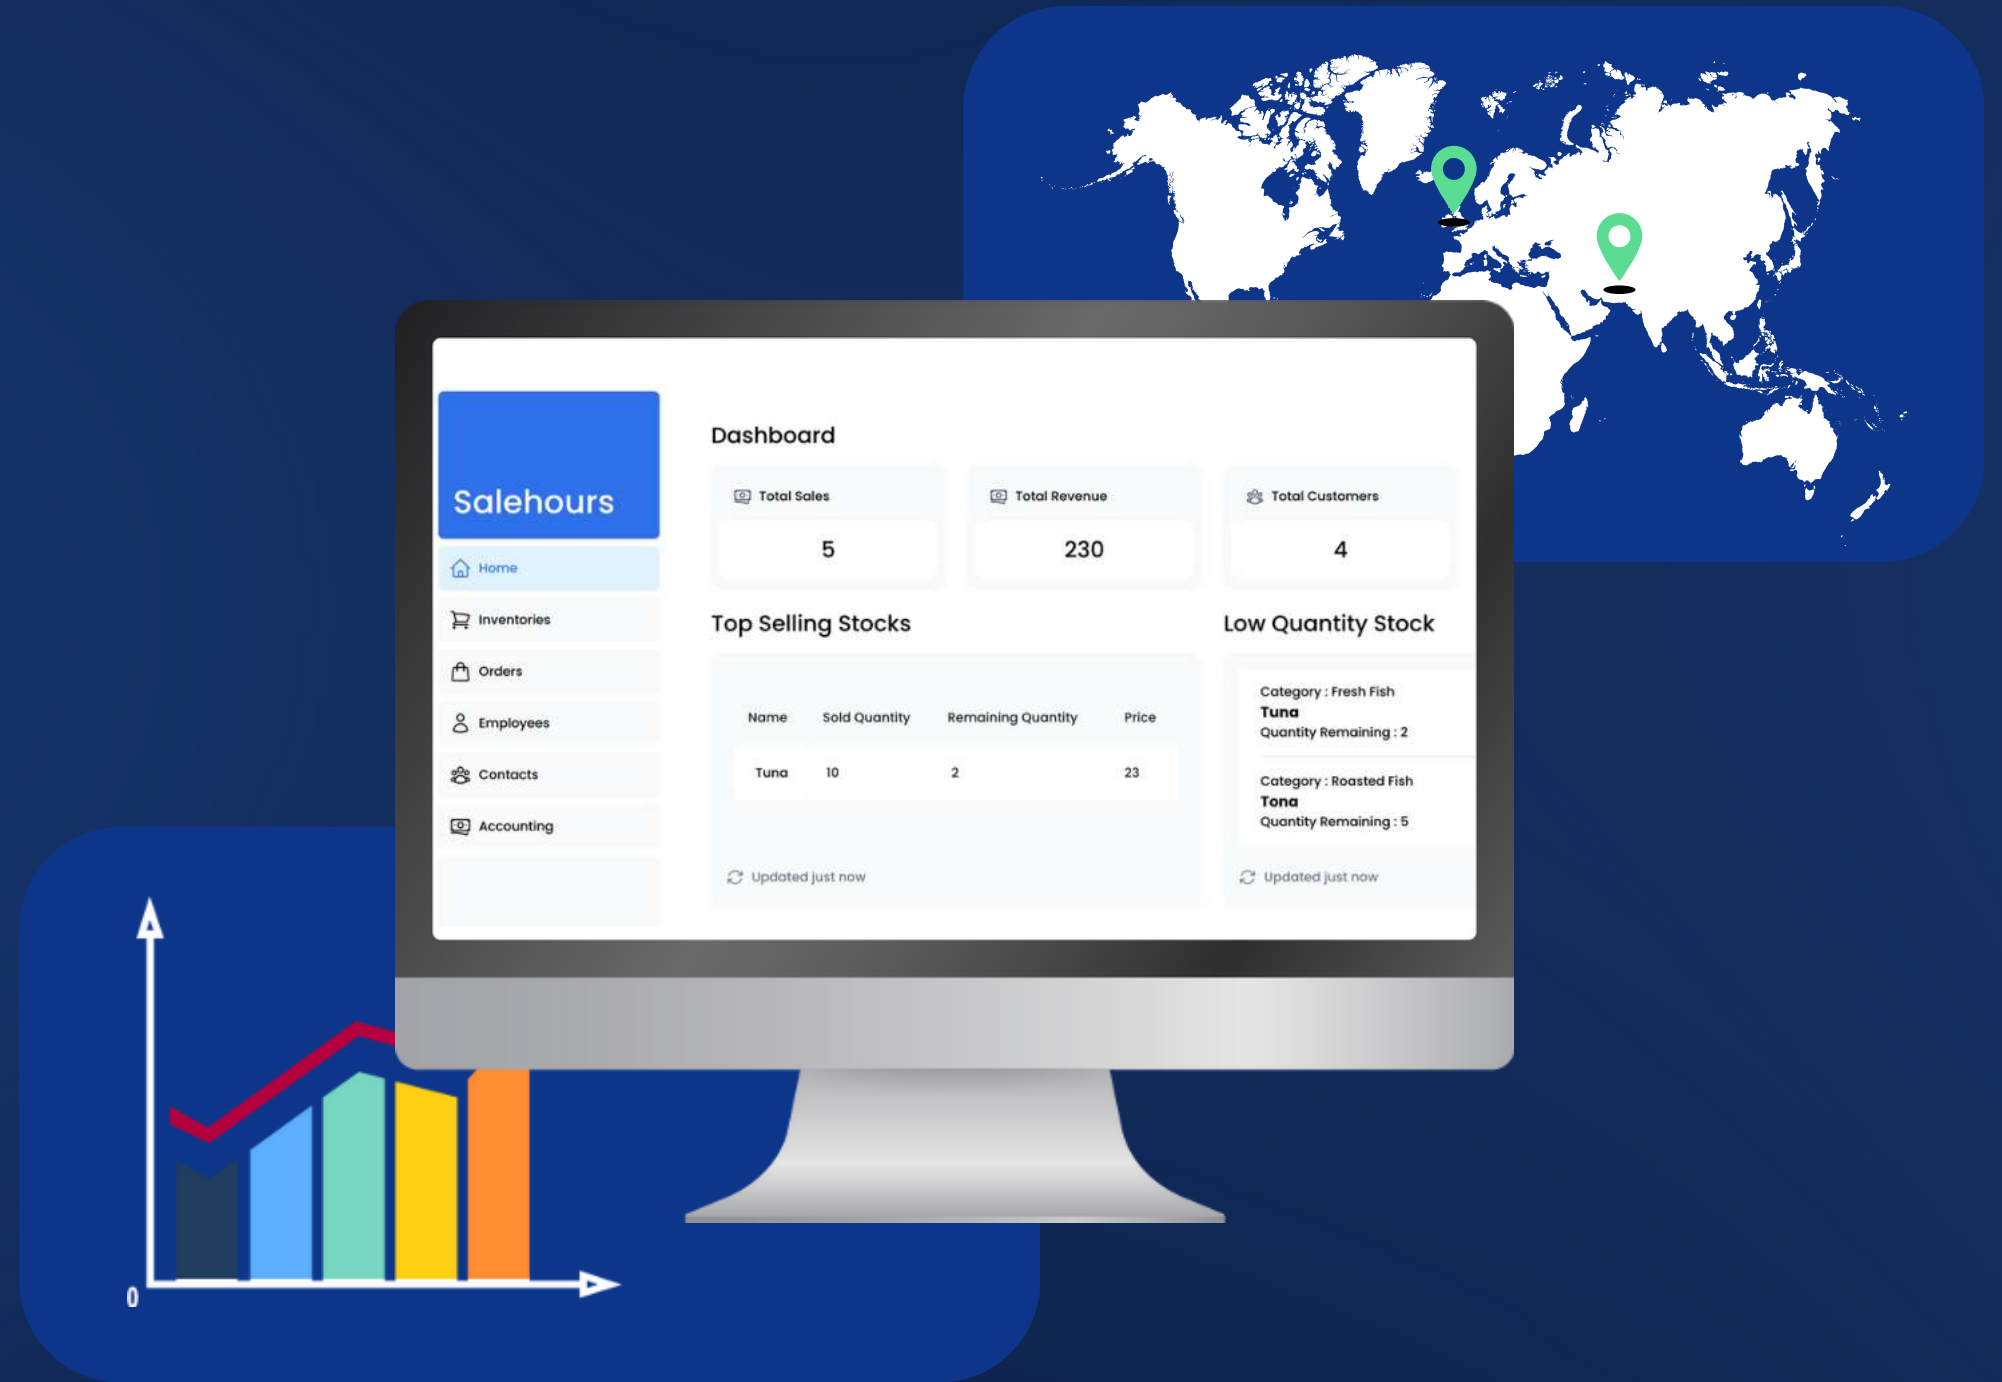 Salehours
Home
Inventories
Orders
Employees
Contacts
Accounting
Dashboard
Total Sales
5
Total Revenue
230
Total Customers
4
Top Selling Stocks
Name Sold Quantity Remaining Quantity Price
Tuna 10 2 23
Updated just now
Low Quantity Stock
Category : Fresh Fish
Tuna
Quantity Remaining : 2
Category : Roasted Fish
Tona
Quantity Remaining : 5
Updated just now
0